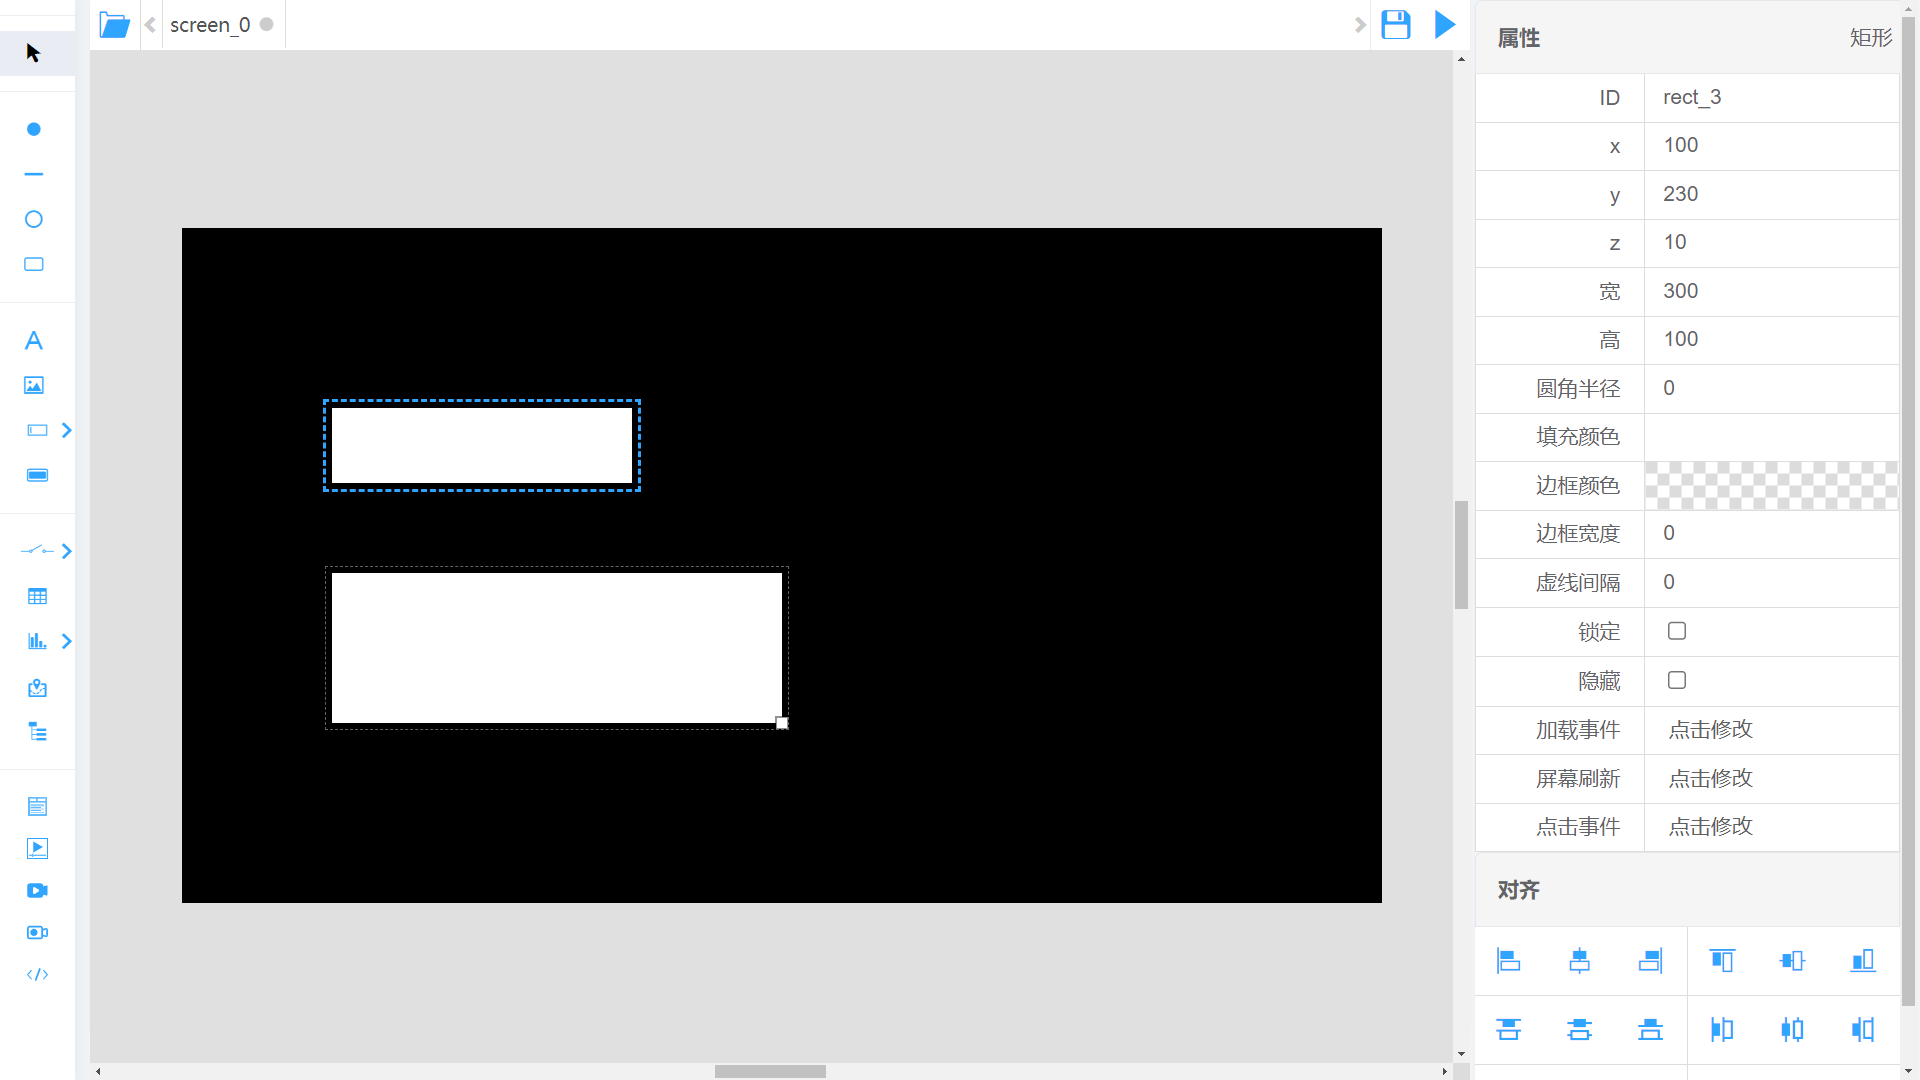 screen_0
属性 矩形
ID rect_3
x 100
y 230
z 10
宽 300
高 100
圆角半径 0
填充颜色
边框颜色
边框宽度 0
虚线间隔 0
锁定
隐藏
加载事件 点击修改
屏幕刷新 点击修改
点击事件 点击修改
对齐